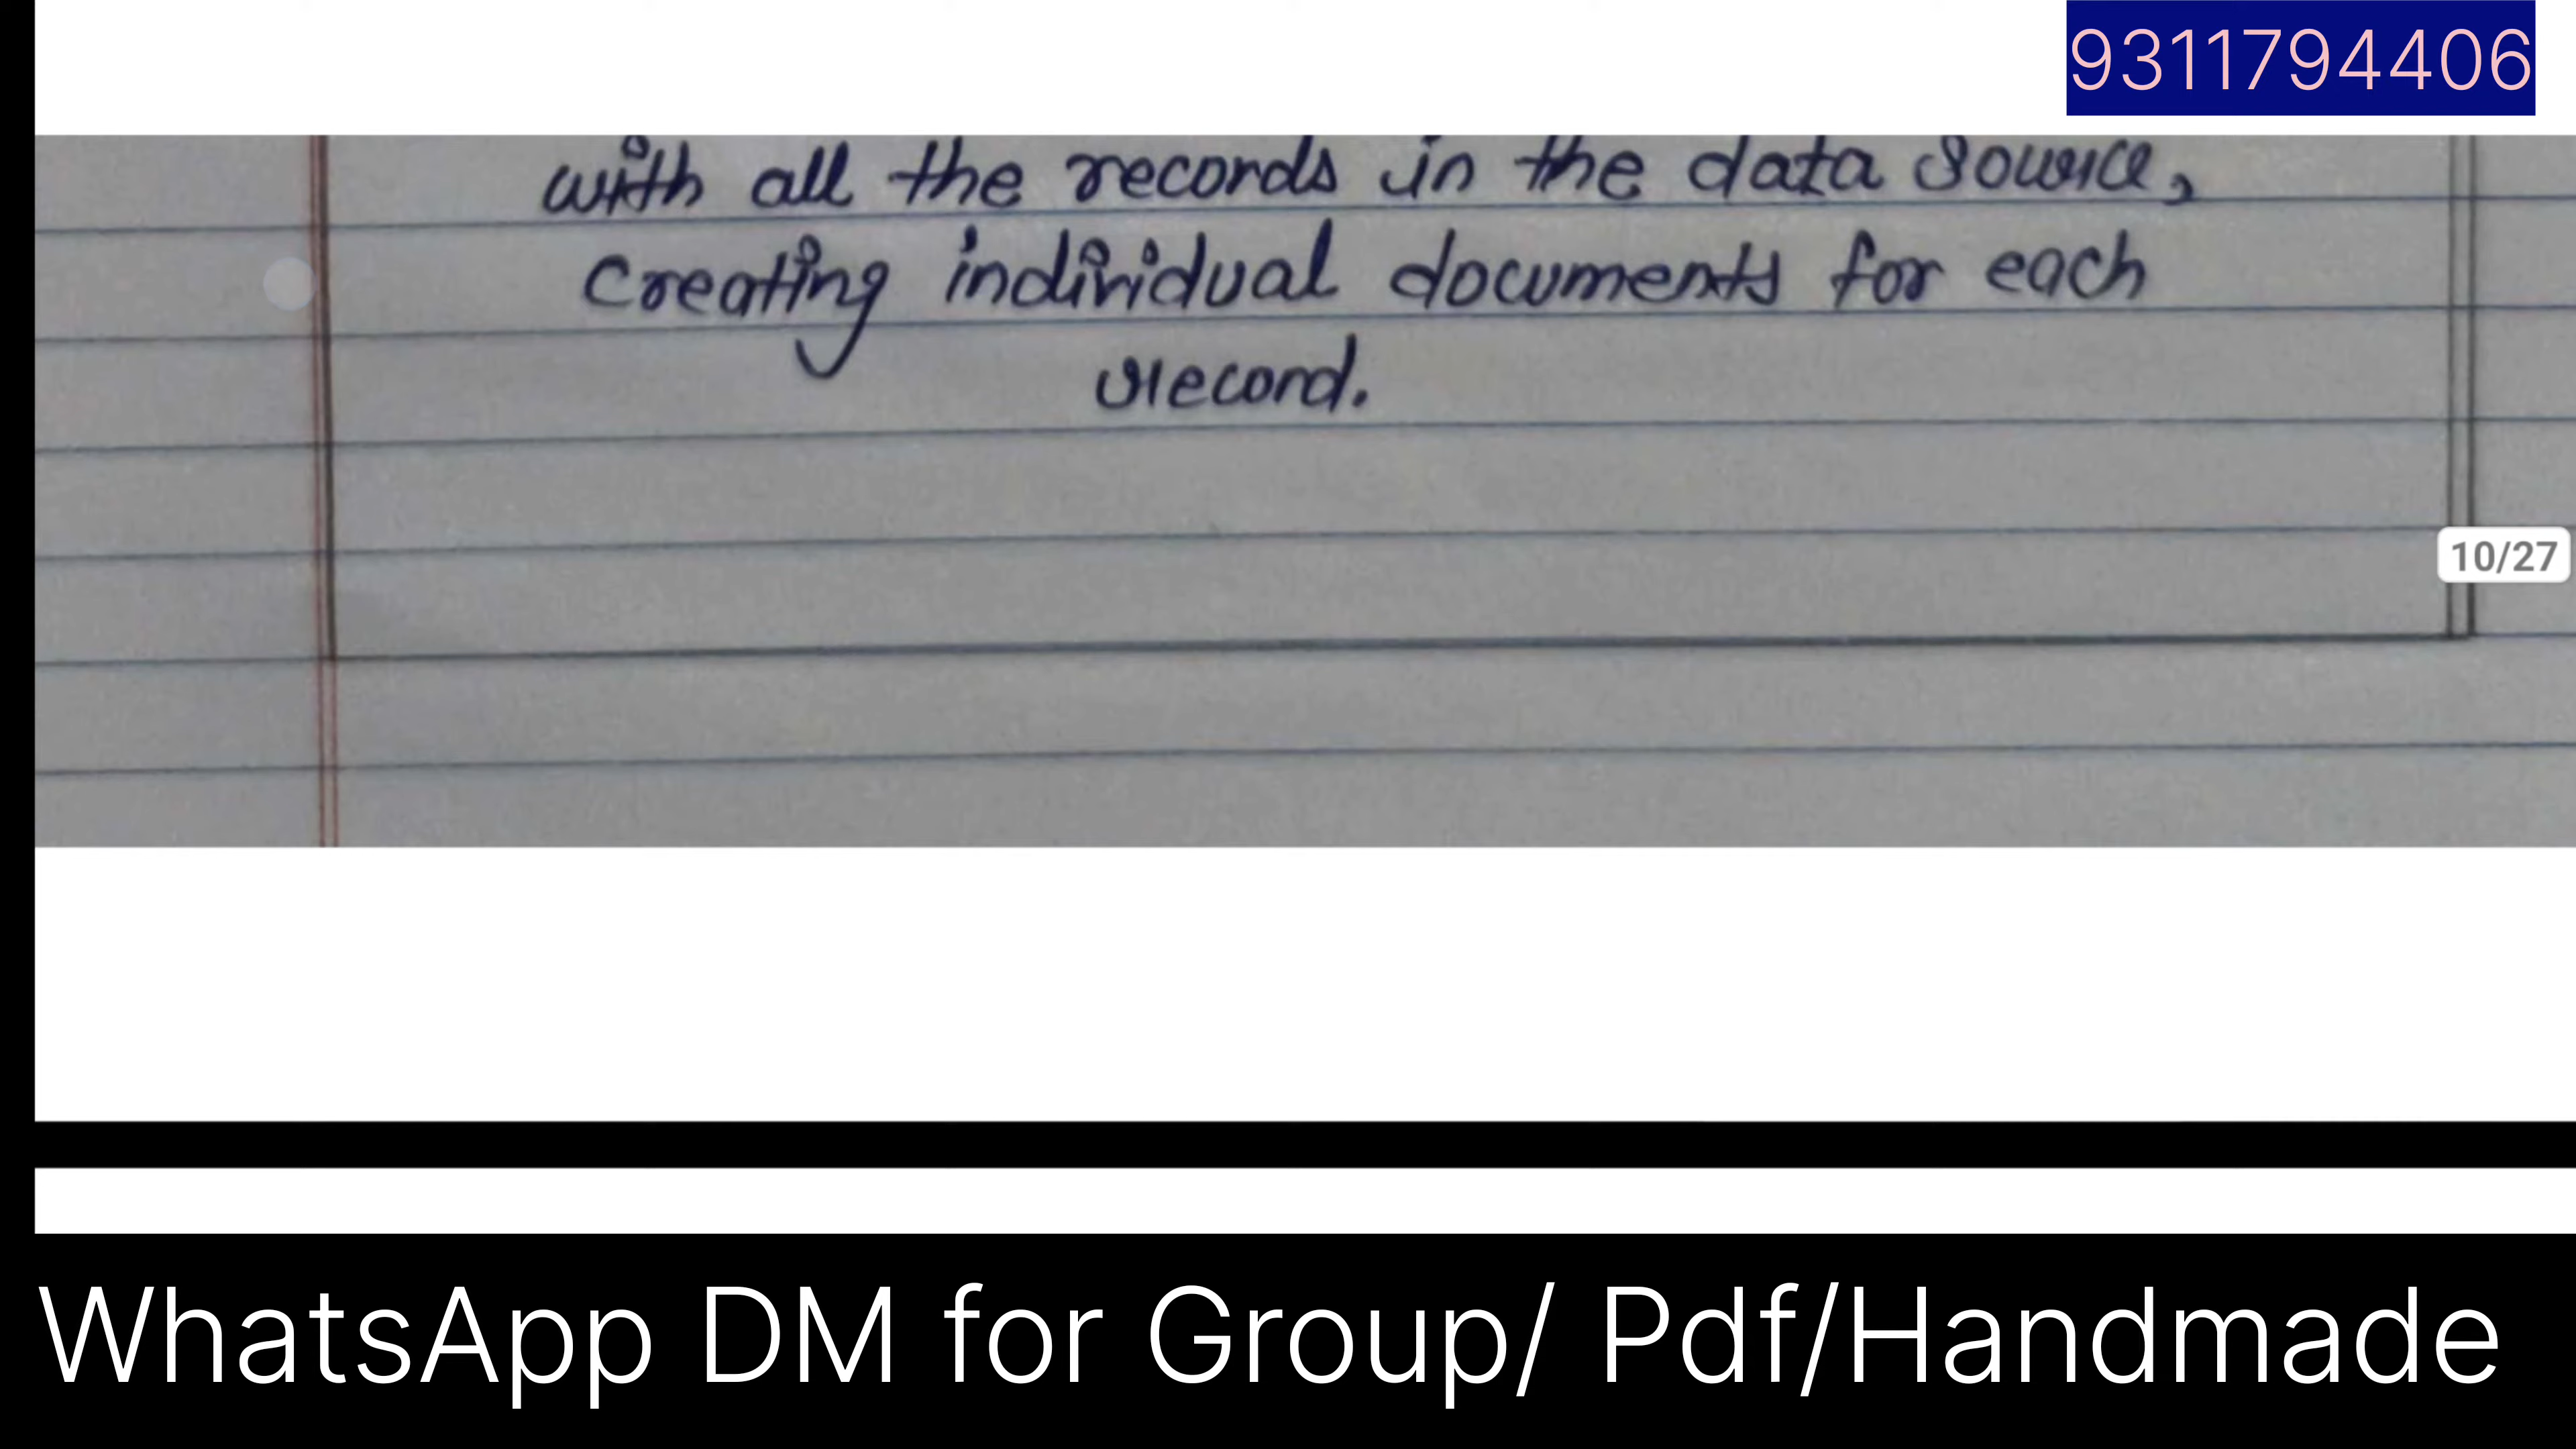 9311794406
with all the records in the data source,
Creating individual documents for each
record.
10/27
WhatsApp DM for Group/ Pdf/Handmade